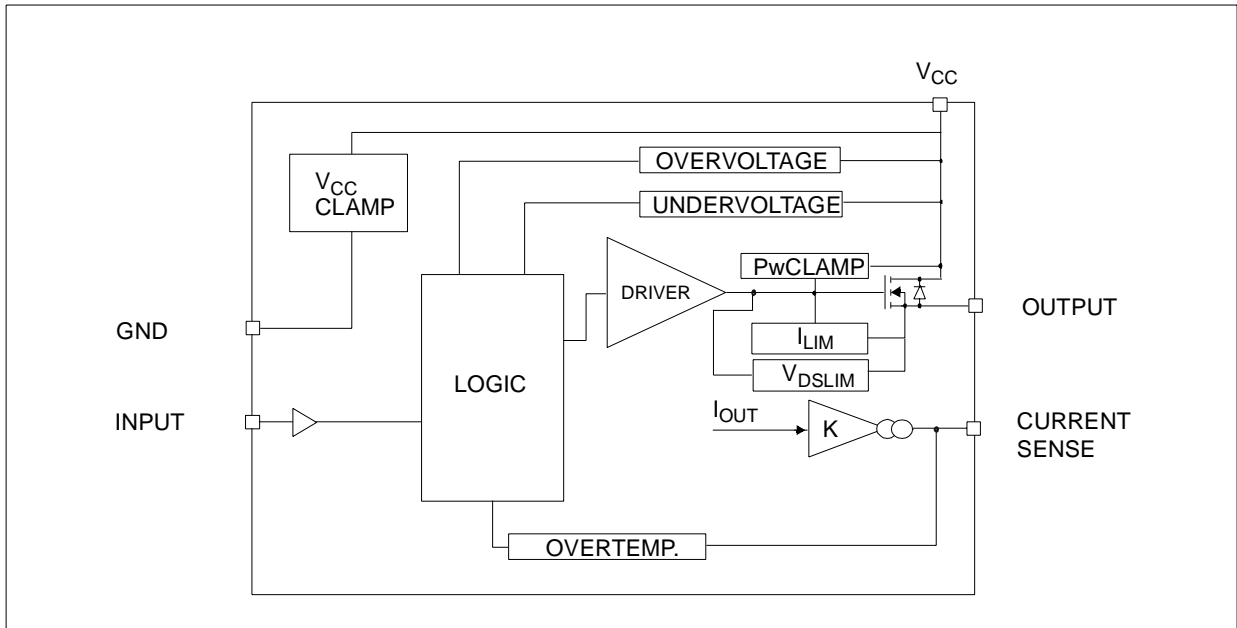 VCC
OVERVOLTAGE
VCC
CLAMP
UNDERVOLTAGE
PwCLAMP
DRIVER
GND
OUTPUT
ILIM
LOGIC
VDSLIM
INPUT
IOUT
K
CURRENT
SENSE
OVERTEMP.